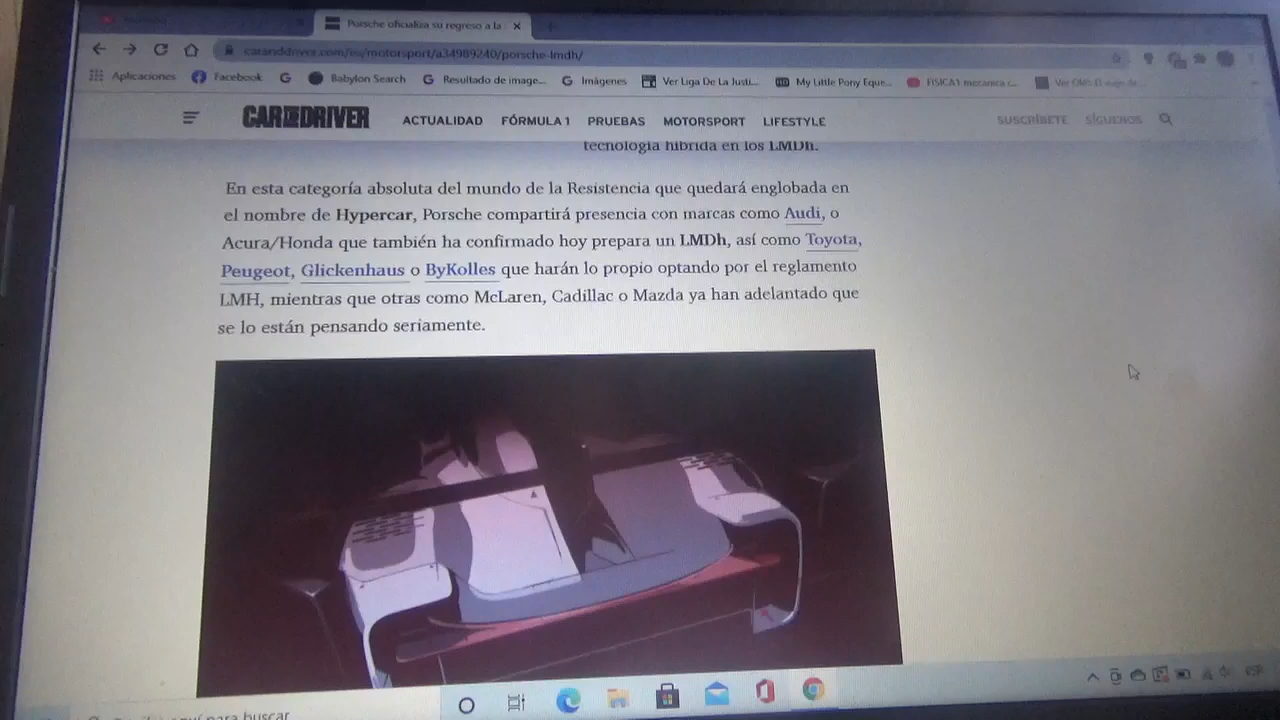 Porsche oficializa su regreso a la
caranddriver.com/es/motorsport/a34989240/porsche-lmdh/
Aplicaciones Facebook Babylon Search Resultado de image... Imágenes Ver Liga De La Justi... My Little Pony Eque... FISICA1 mecanica c...
CAR AND DRIVER ACTUALIDAD FÓRMULA 1 PRUEBAS MOTORSPORT LIFESTYLE SUSCRÍBETE SÍGUENOS
tecnología híbrida en los LMDh.
En esta categoría absoluta del mundo de la Resistencia que quedará englobada en
el nombre de Hypercar, Porsche compartirá presencia con marcas como Audi, o
Acura/Honda que también ha confirmado hoy prepara un LMDh, así como Toyota,
Peugeot, Glickenhaus o ByKolles que harán lo propio optando por el reglamento
LMH, mientras que otras como McLaren, Cadillac o Mazda ya han adelantado que
se lo están pensando seriamente.
aquí para buscar